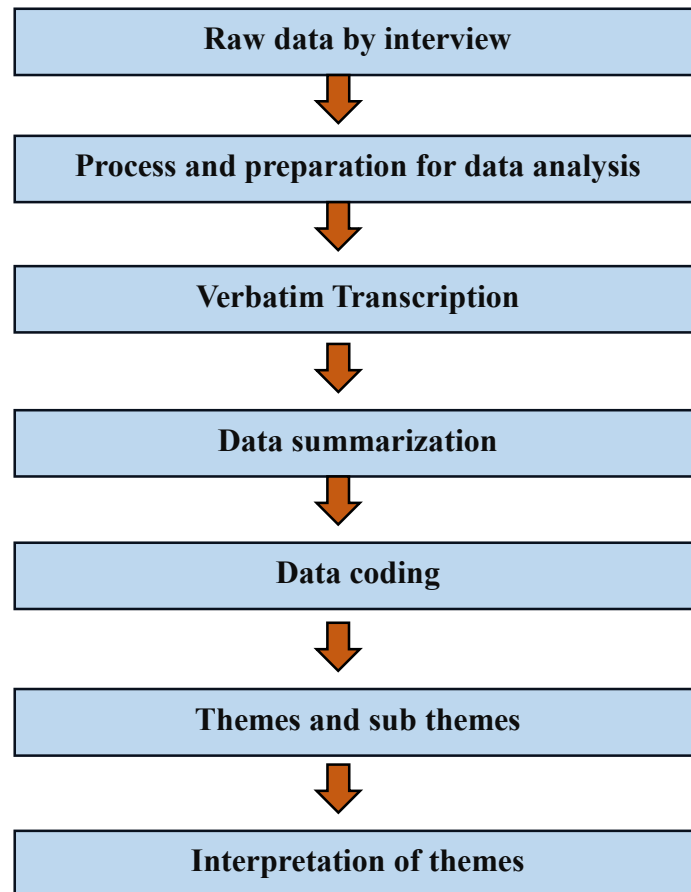 Raw data by interview
Process and preparation for data analysis
Verbatim Transcription
Data summarization
Data coding
Themes and sub themes
Interpretation of themes